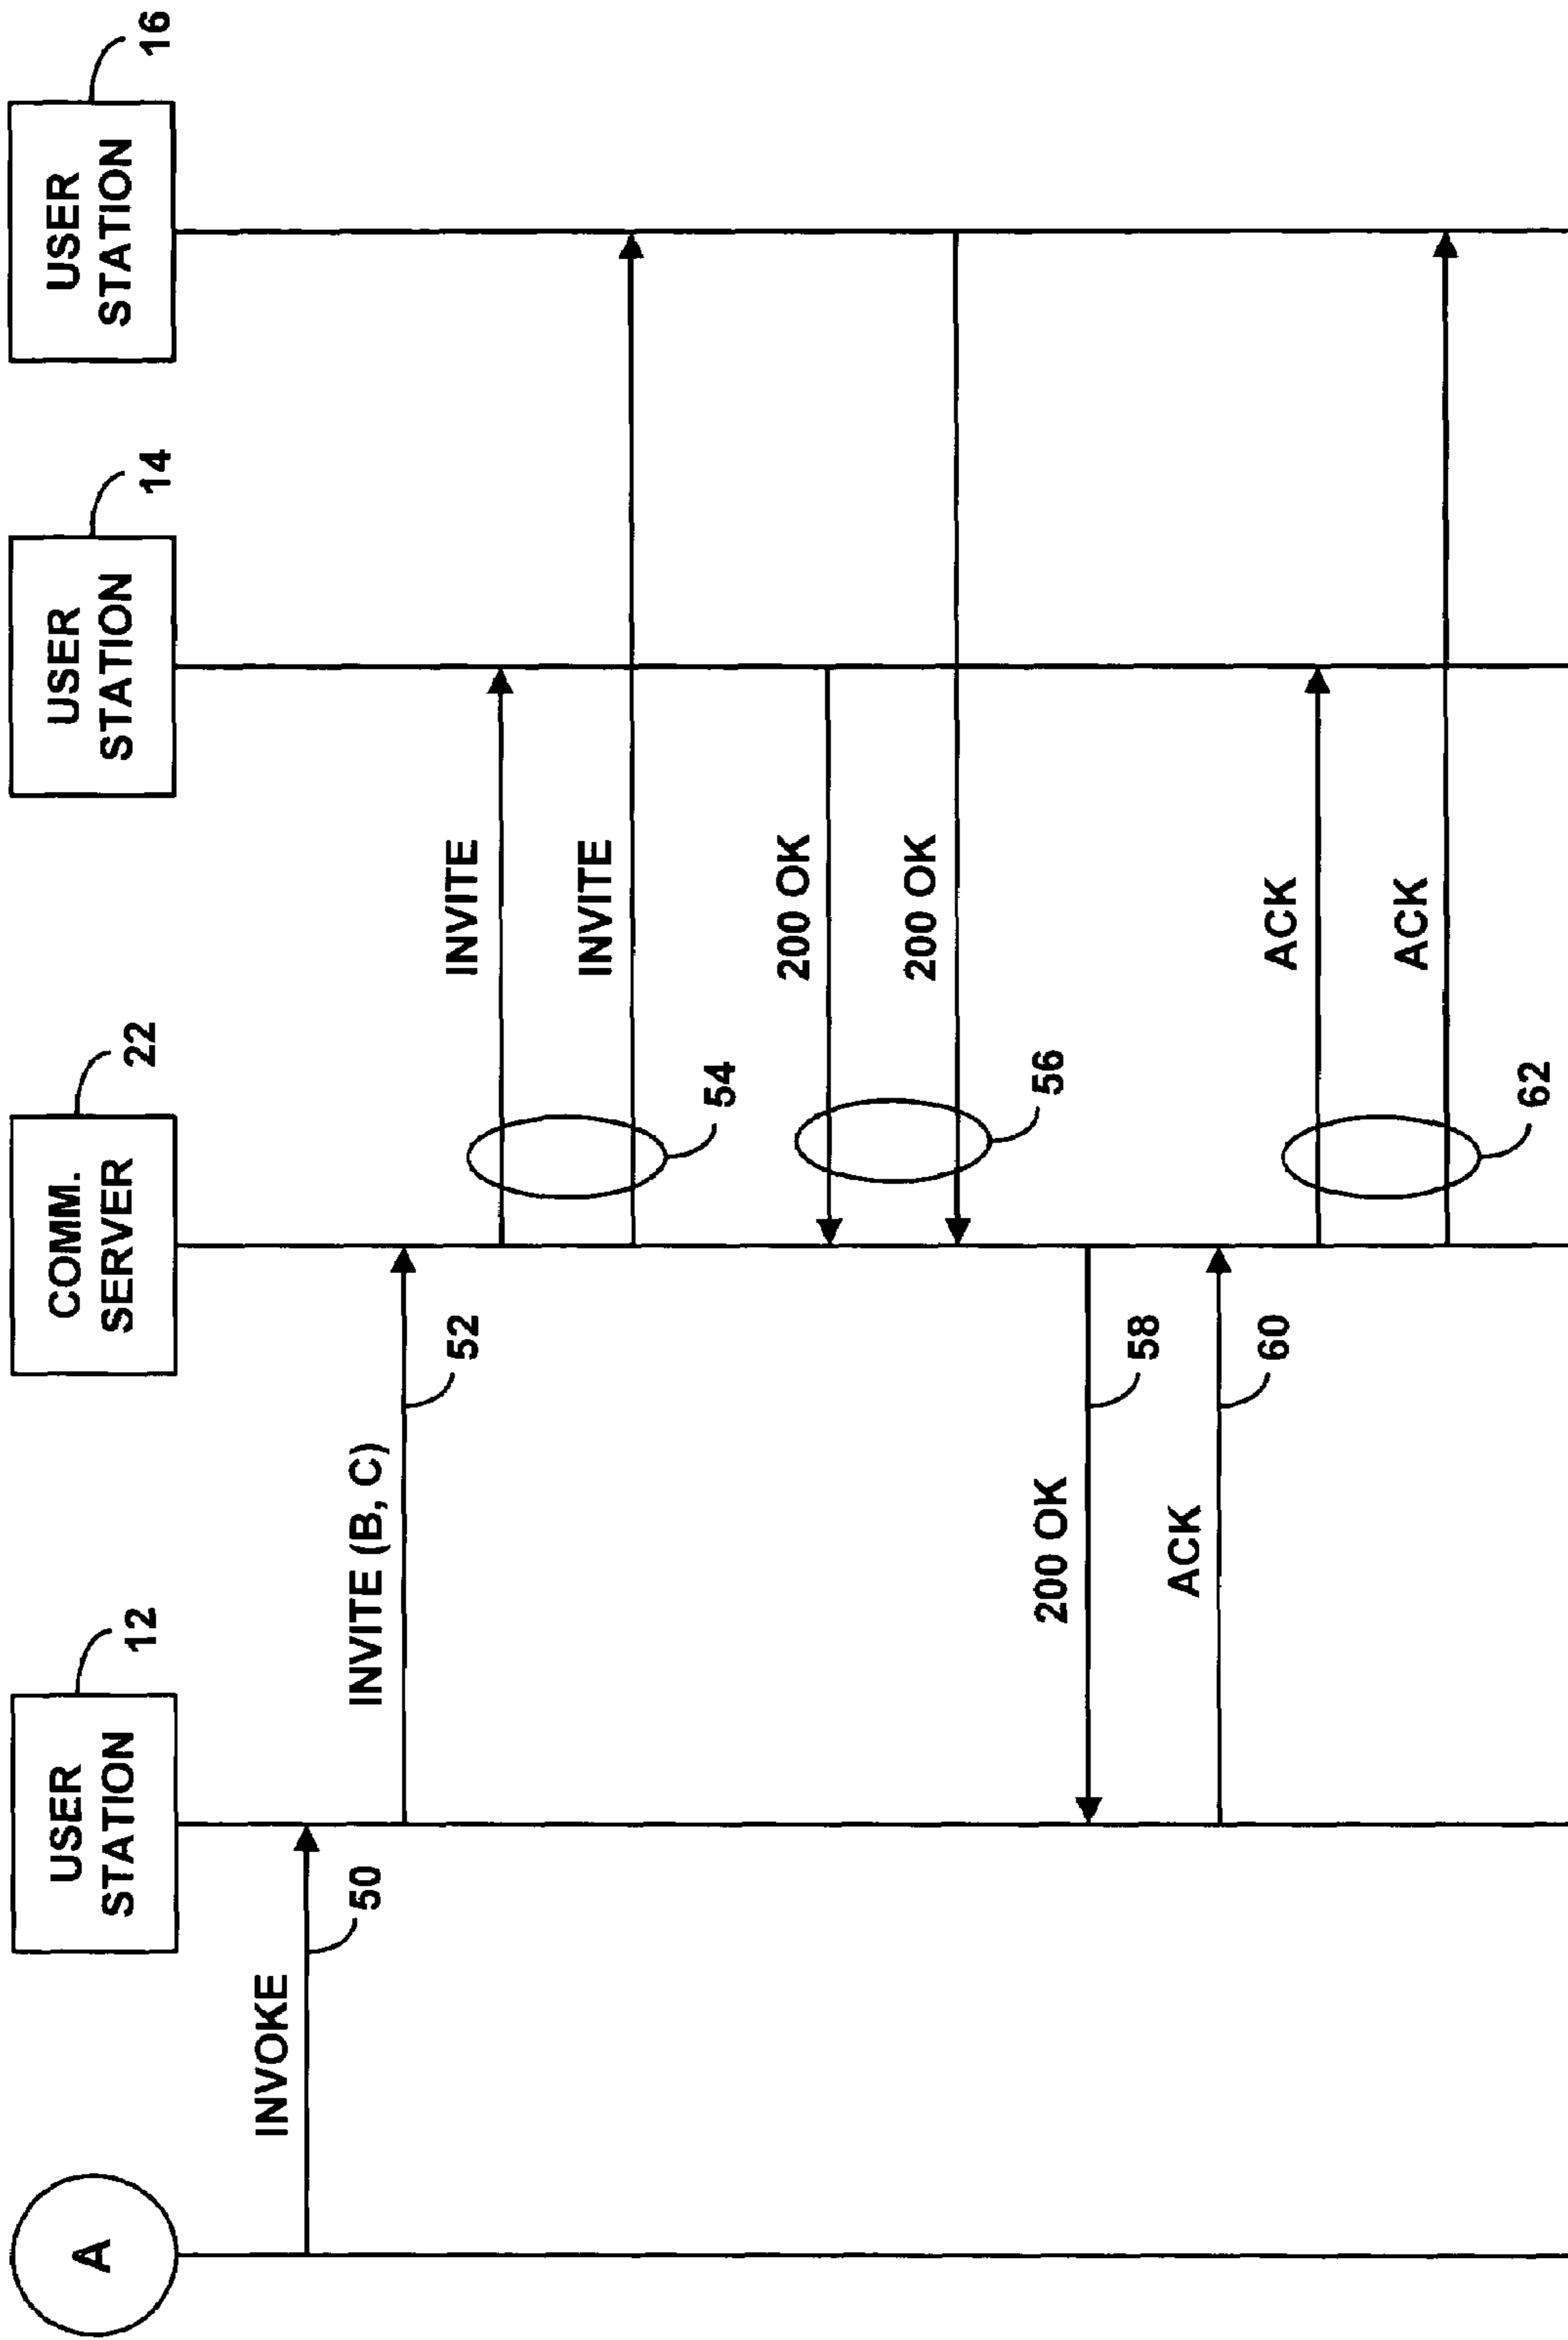 A
USER
STATION
12
COMM.
SERVER
22
USER
STATION
14
USER
STATION
16
INVOKE
50
INVITE (B, C)
52
INVITE
INVITE
54
200 OK
200 OK
56
200 OK
58
ACK
60
ACK
ACK
62